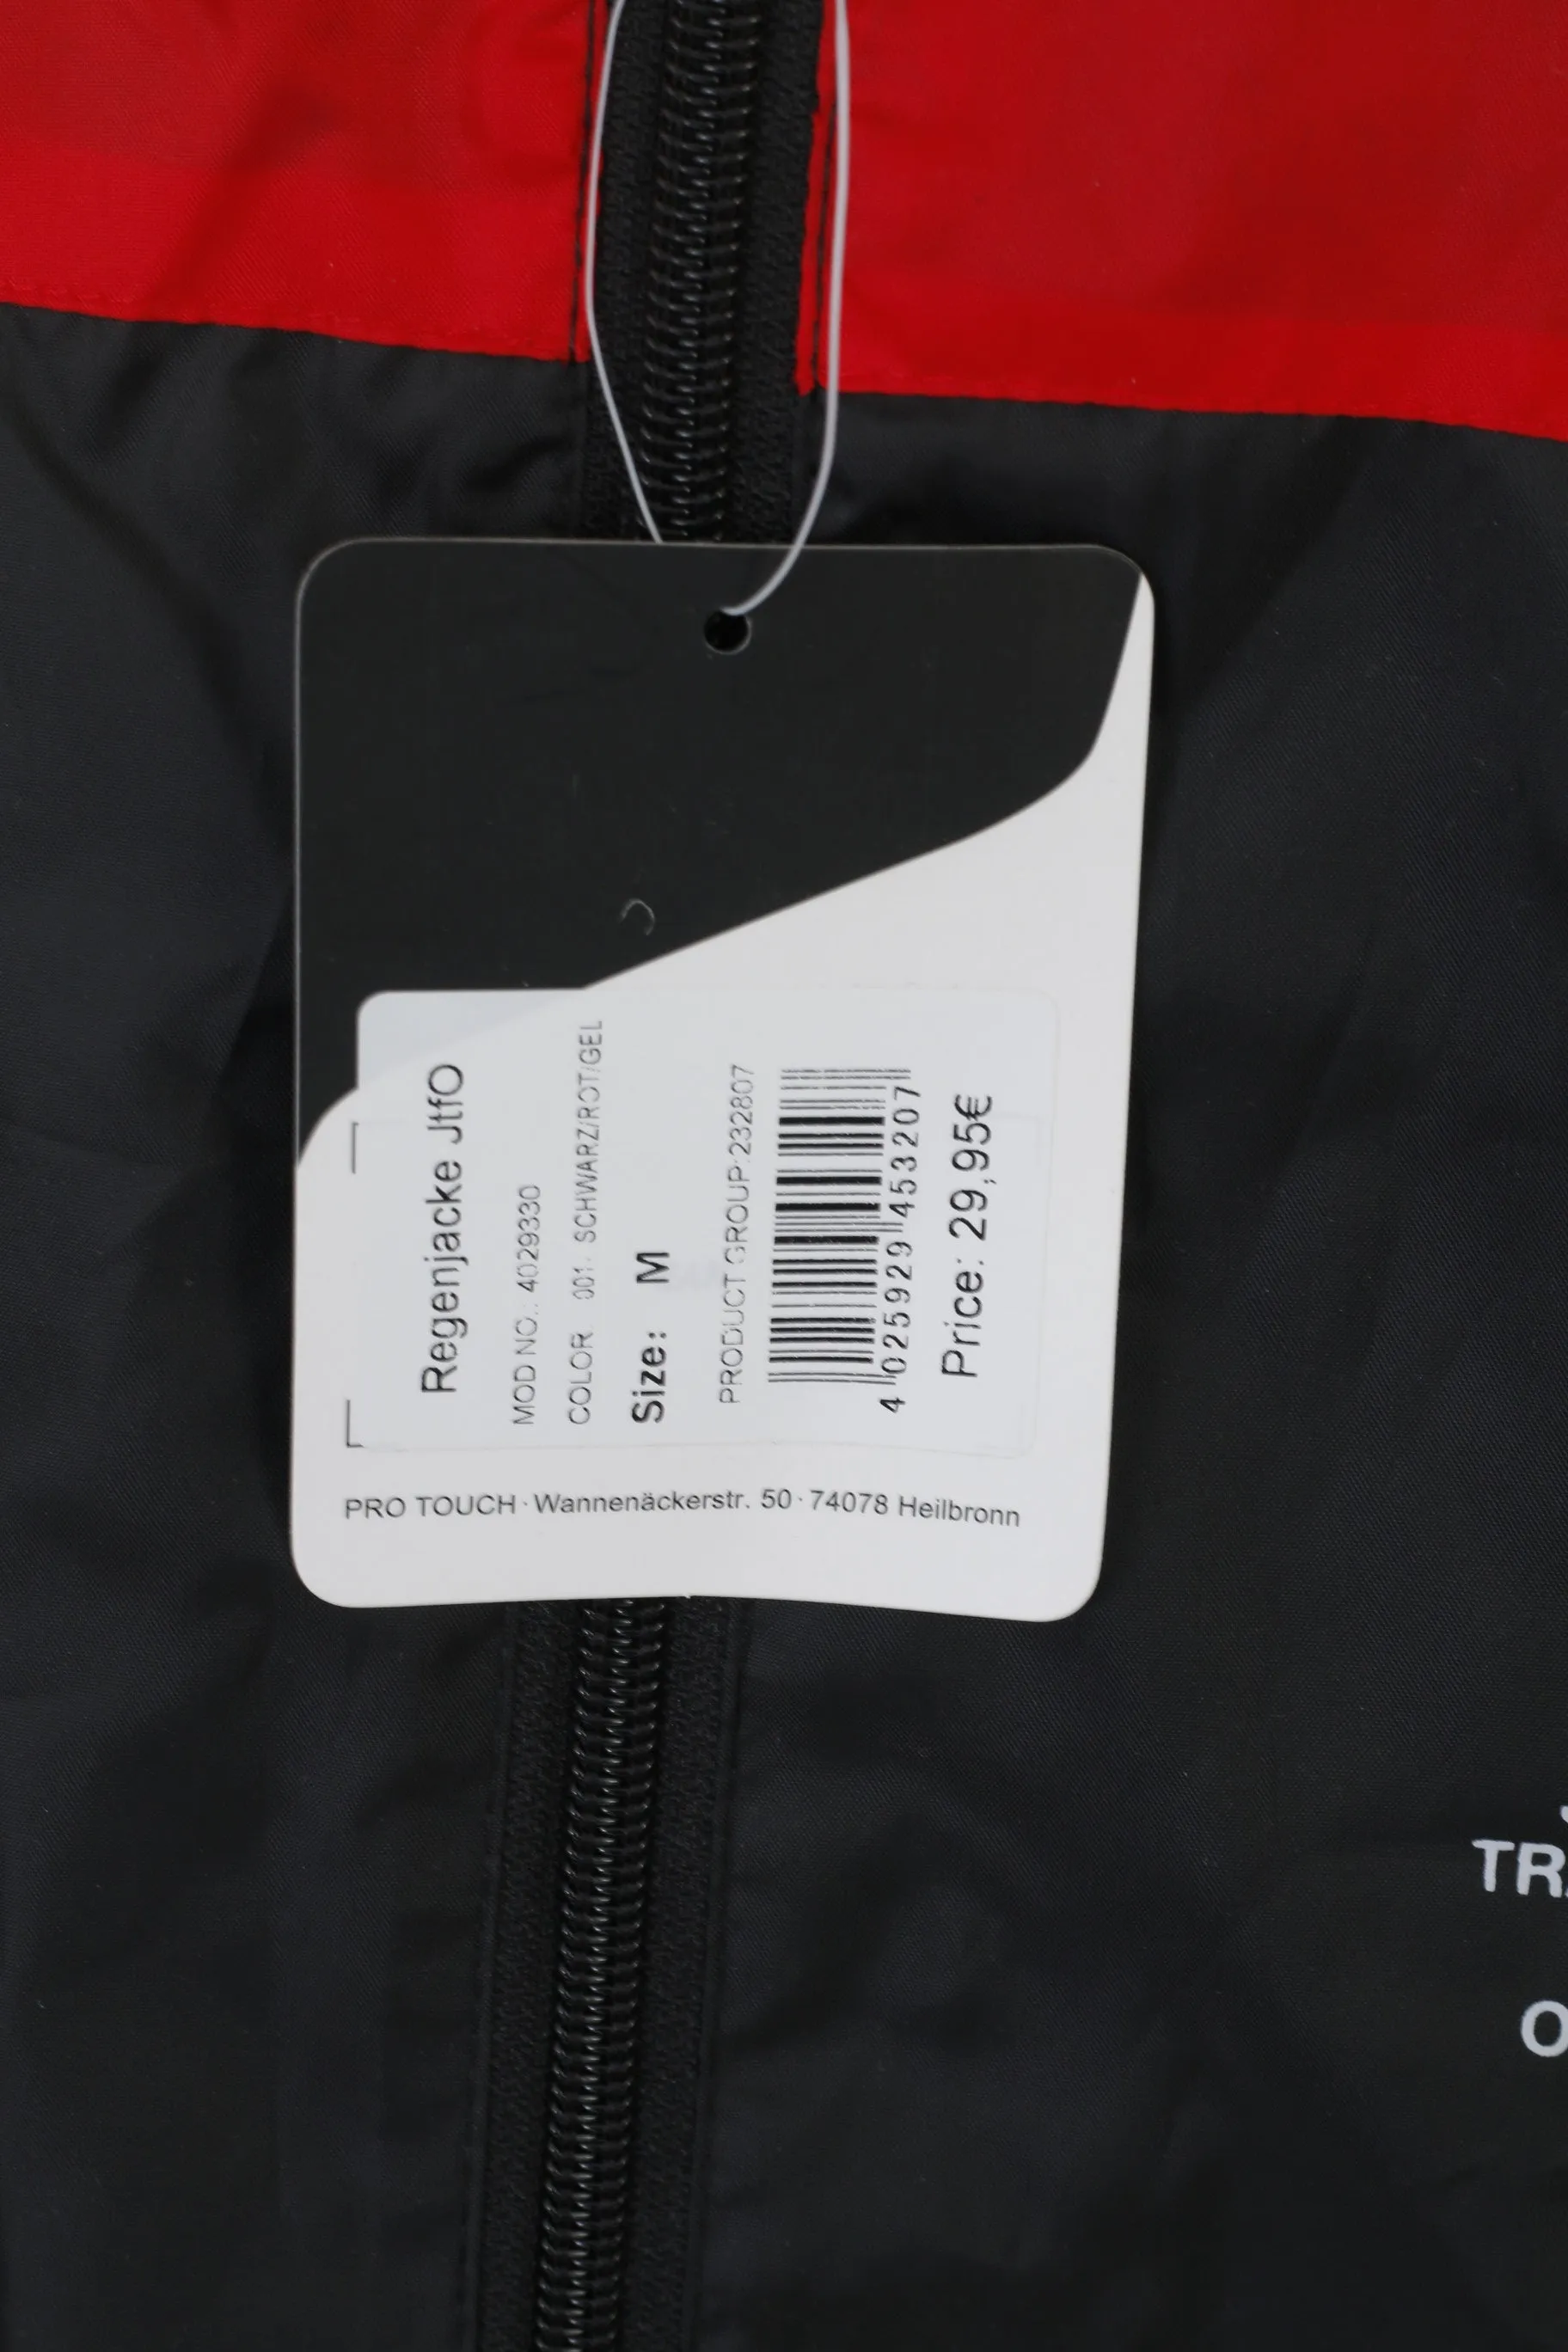 Regenjacke JtfO
MOD NO.: 4029330
COLOR 001- SCHWARZ/ROT/GEL
Size: M
PRODUCT GROUP:232807
4 025929 453207
Price: 29,95€
PRO TOUCH · Wannenäckerstr. 50 · 74078 Heilbronn